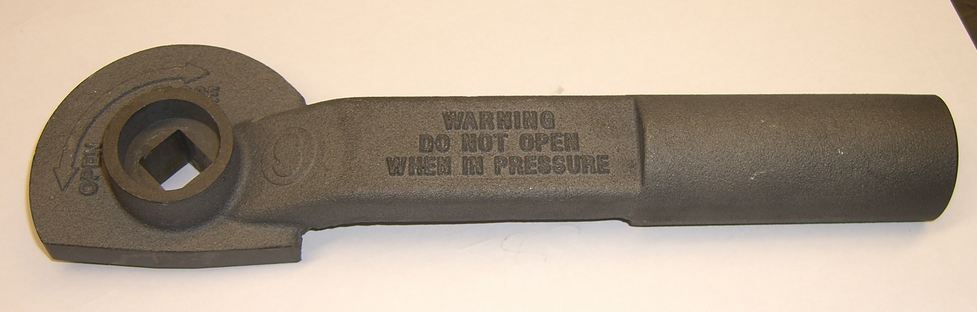 OPEN
WARNING
DO NOT OPEN
WHEN IN PRESSURE